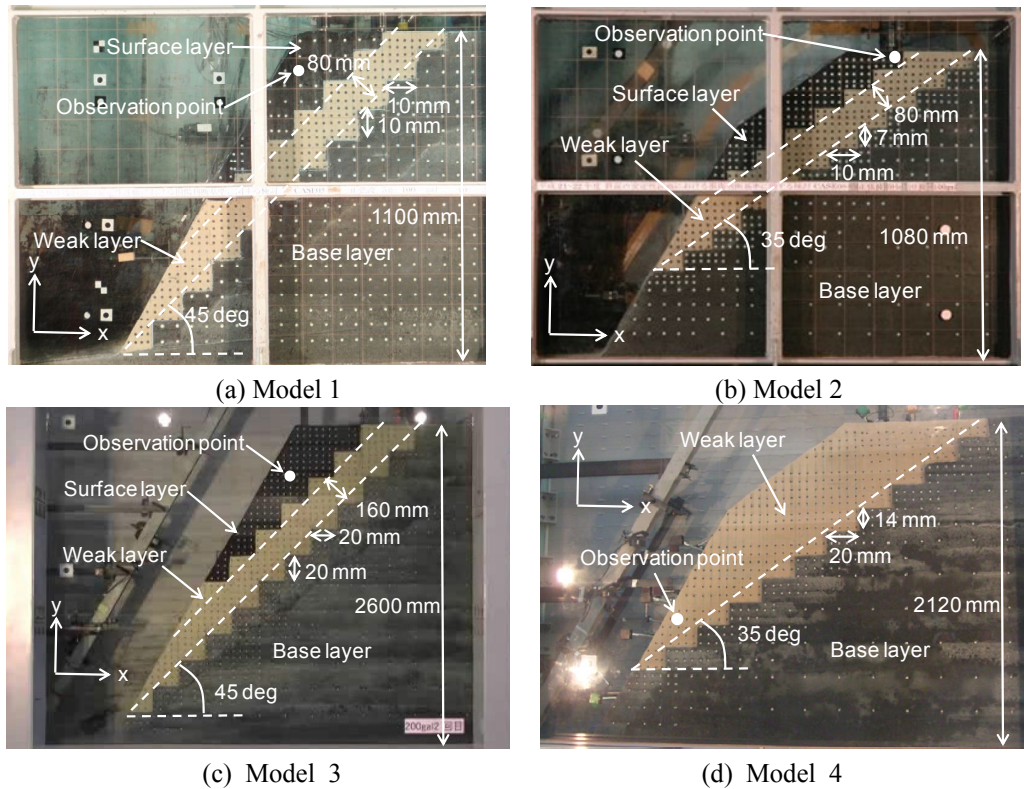 Surface layer
80 mm
Observation point
10 mm
10 mm
1100 mm
Weak layer
Base layer
y
x
45 deg
(a) Model 1
Observation point
Surface layer
80 mm
Weak layer
7 mm
10 mm
35 deg
1080 mm
y
x
Base layer
(b) Model 2
Observation point
Surface layer
160 mm
Weak layer
20 mm
20 mm
2600 mm
y
x
Base layer
45 deg
(c) Model 3
y
Weak layer
x
14 mm
20 mm
Observation point
2120 mm
35 deg
Base layer
(d) Model 4